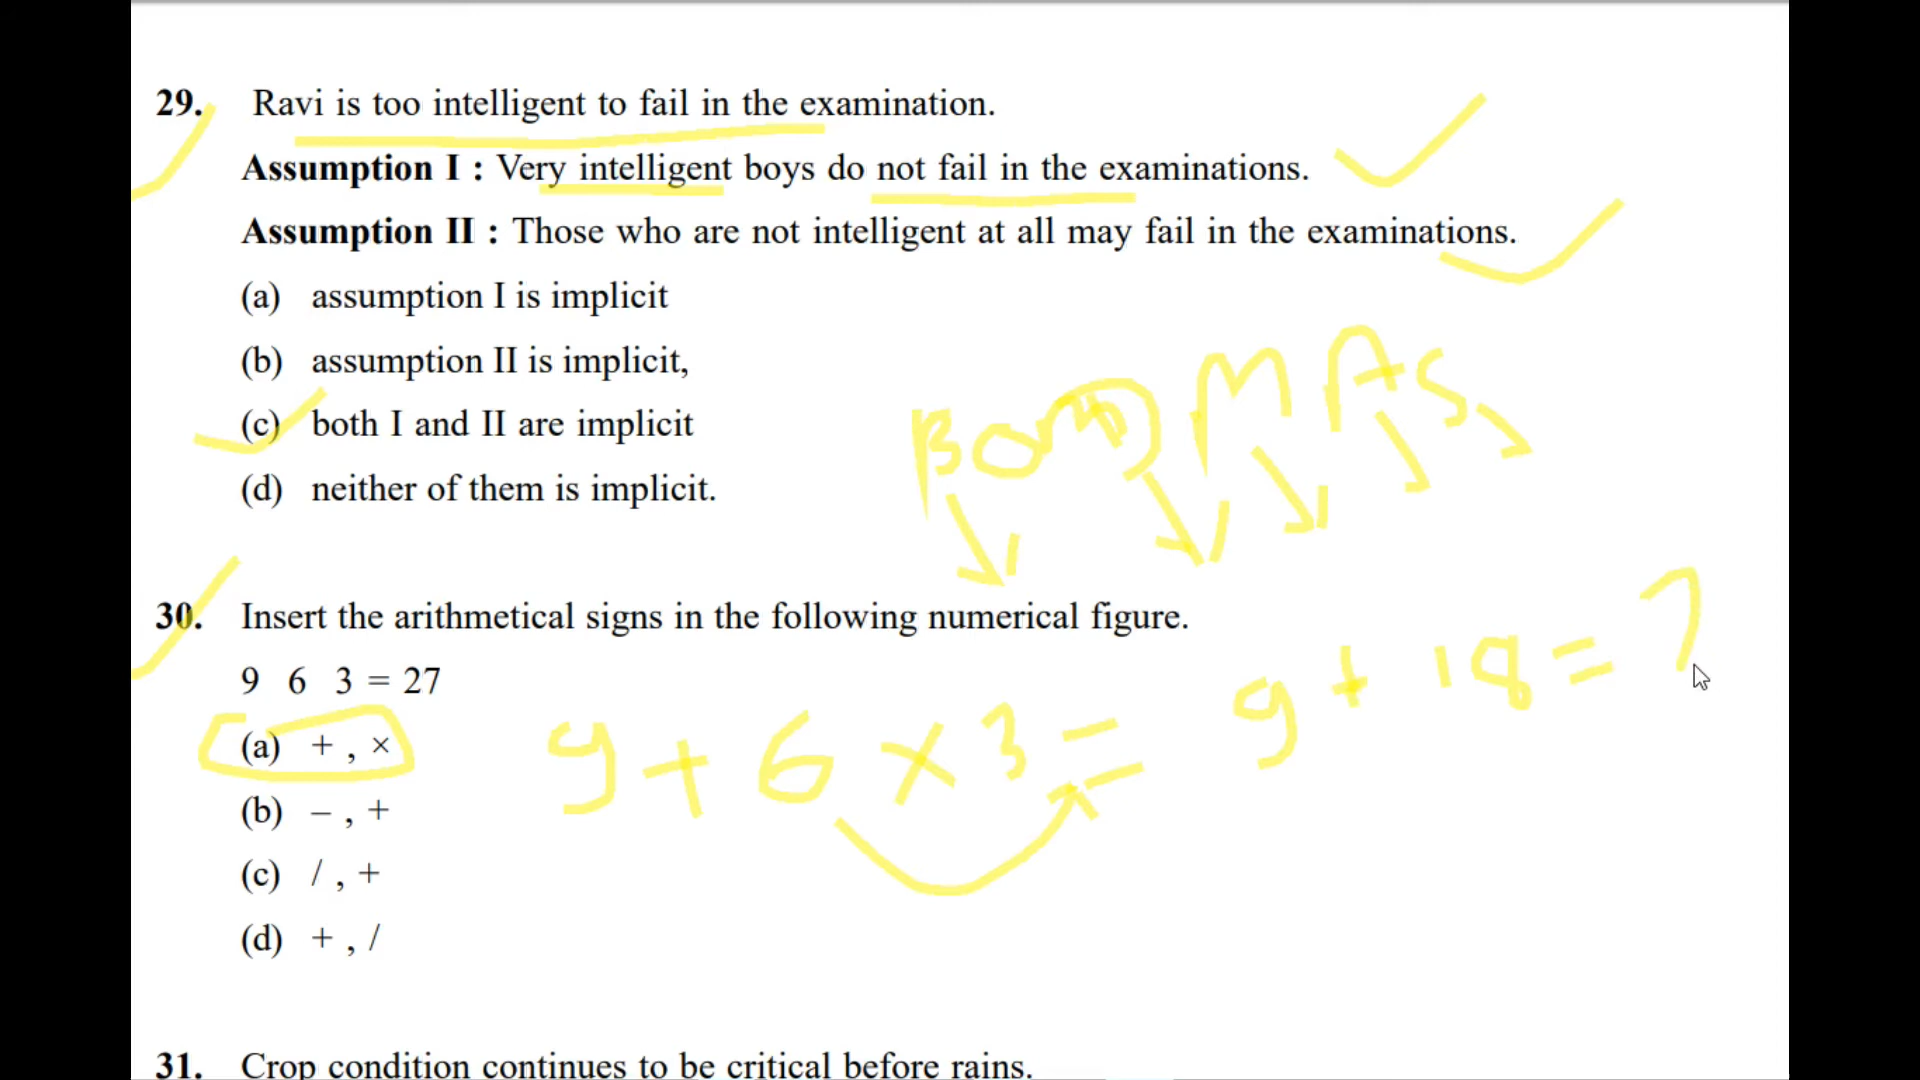 29. Ravi is too intelligent to fail in the examination.
Assumption I : Very intelligent boys do not fail in the examinations.
Assumption II : Those who are not intelligent at all may fail in the examinations.
(a) assumption I is implicit
(b) assumption II is implicit,
(c) both I and II are implicit
(d) neither of them is implicit.
BODMAS
30. Insert the arithmetical signs in the following numerical figure.
9 6 3 = 27
(a) + , ×
(b) – , +
(c) / , +
(d) + , /
9 + 6 × 3 = 9 + 18 =
31. Crop condition continues to be critical before rains.